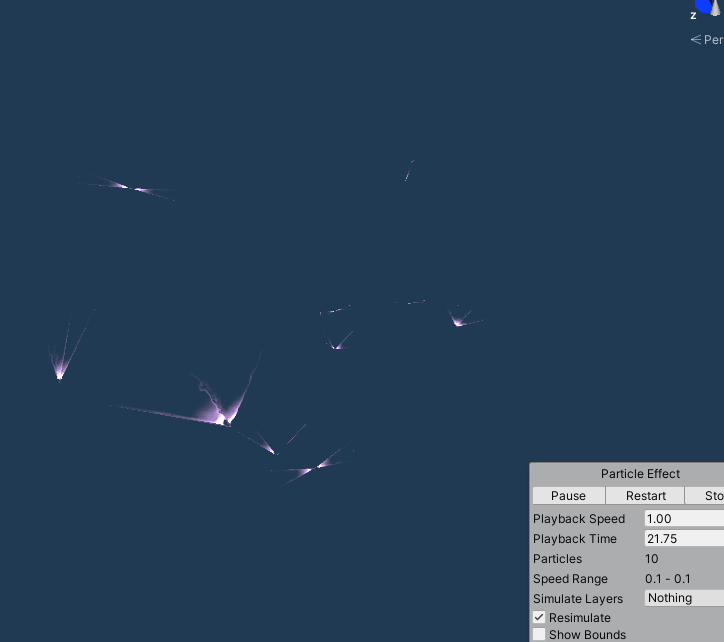 z
Per
Particle Effect
Pause Restart Sto
Playback Speed 1.00
Playback Time 21.75
Particles 10
Speed Range 0.1 - 0.1
Simulate Layers Nothing
Resimulate
Show Bounds